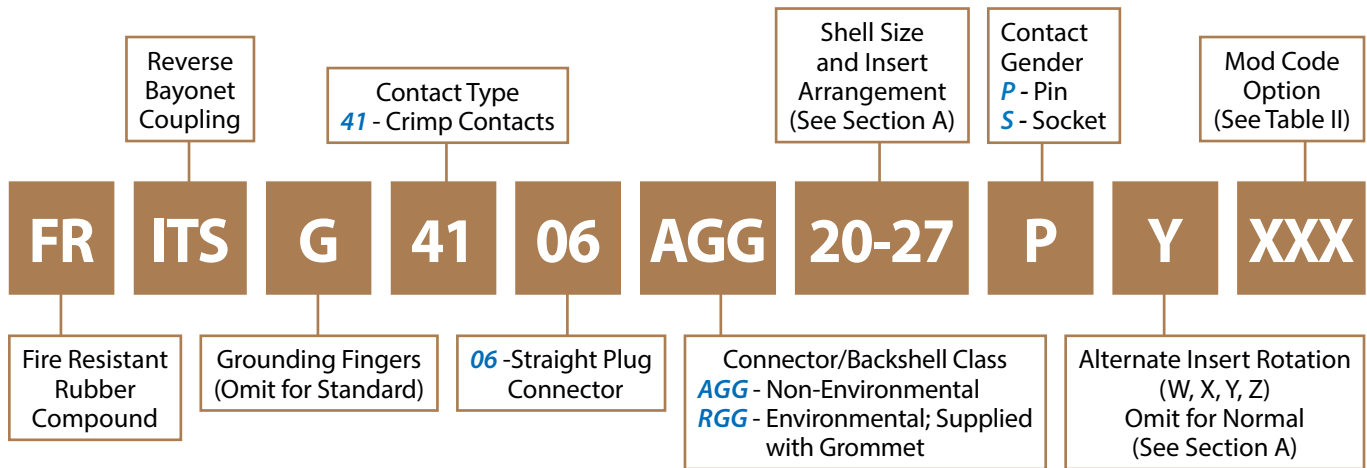 Reverse
Bayonet
Coupling
Contact Type
41 - Crimp Contacts
Shell Size
and Insert
Arrangement
(See Section A)
Contact
Gender
P - Pin
S - Socket
Mod Code
Option
(See Table II)
FR ITS G 41 06 AGG 20-27 P Y XXX
Fire Resistant
Rubber
Compound
Grounding Fingers
(Omit for Standard)
06 -Straight Plug
Connector
Connector/Backshell Class
AGG - Non-Environmental
RGG - Environmental; Supplied
with Grommet
Alternate Insert Rotation
(W, X, Y, Z)
Omit for Normal
(See Section A)